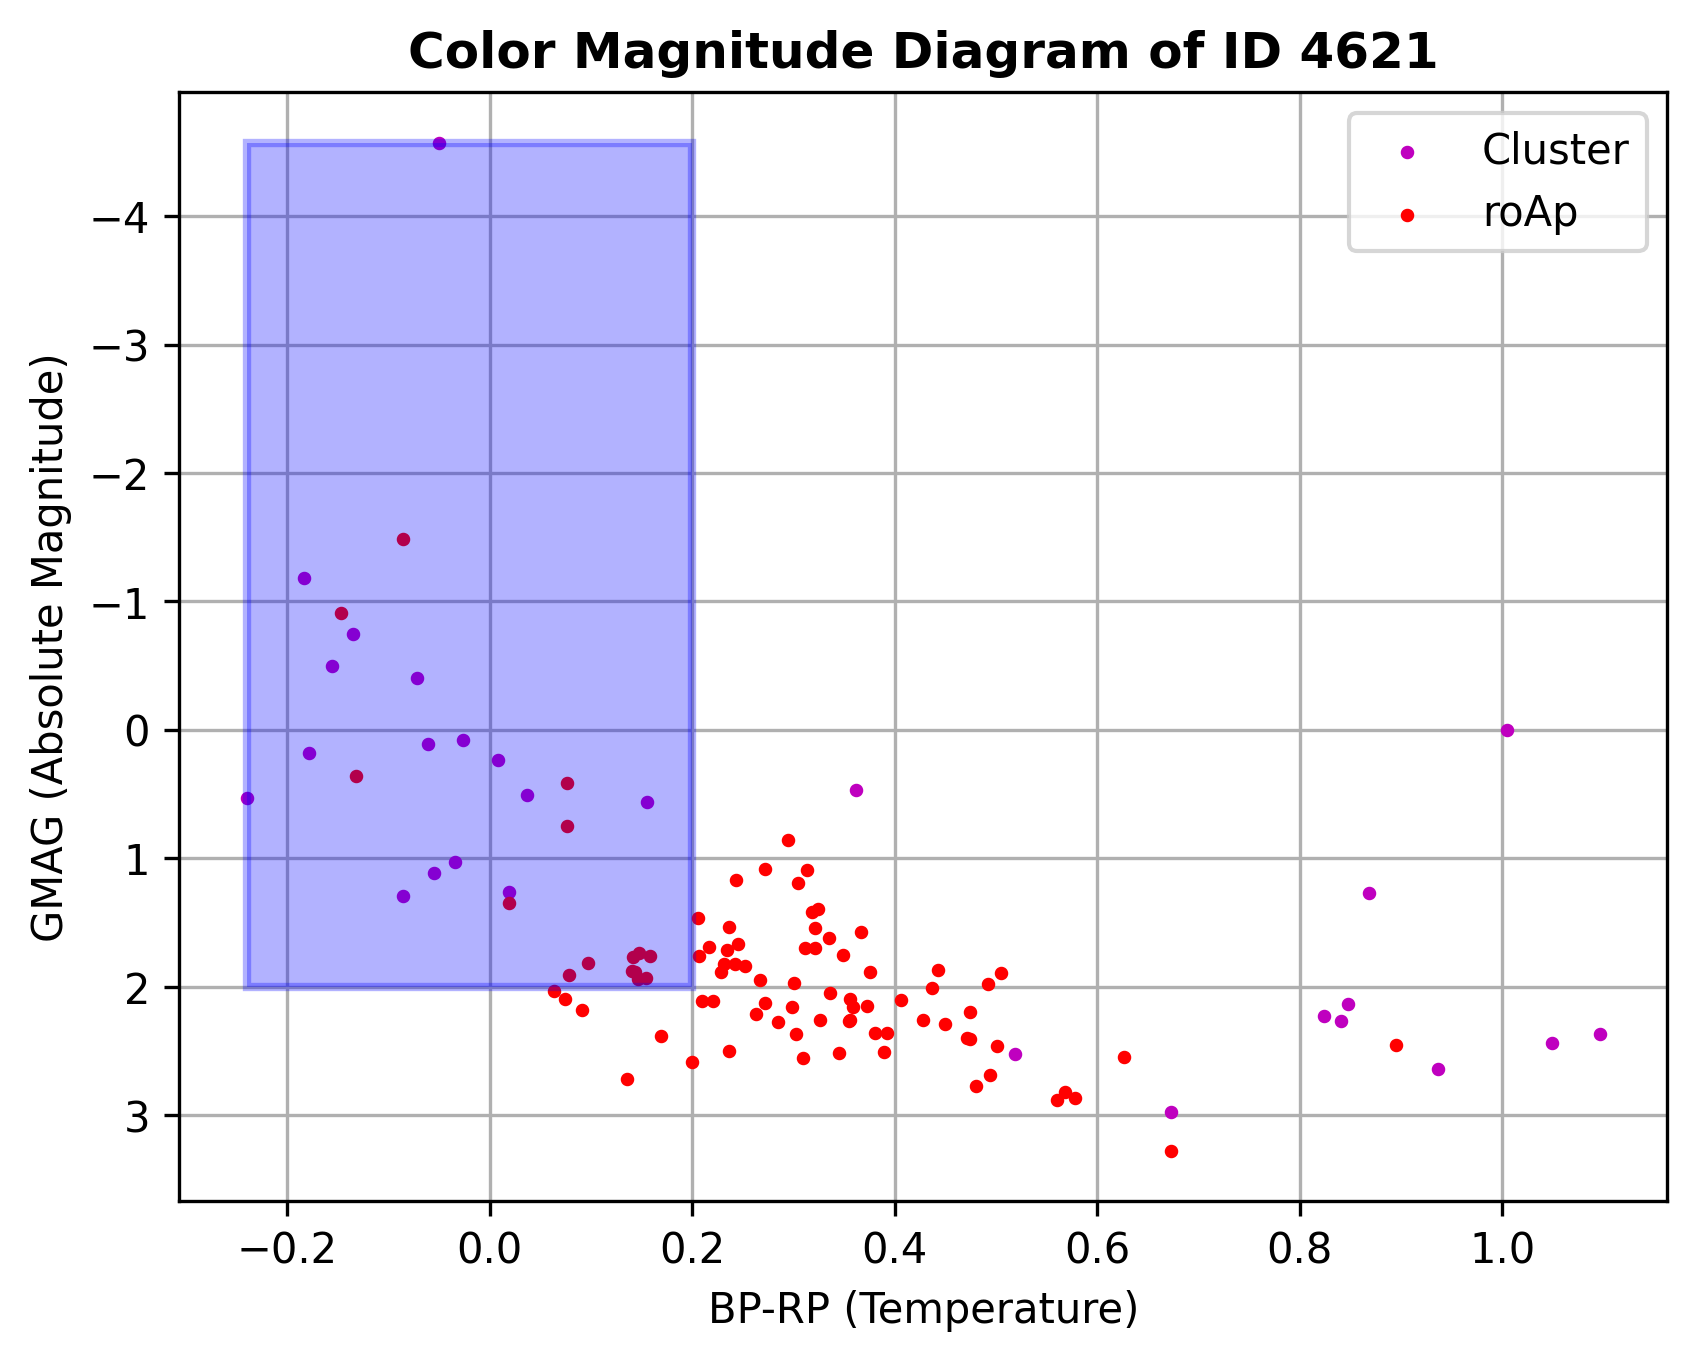 Color Magnitude Diagram of ID 4621
Cluster
roAp
GMAG (Absolute Magnitude)
−4
−3
−2
−1
0
1
2
3
−0.2 0.0 0.2 0.4 0.6 0.8 1.0
BP-RP (Temperature)